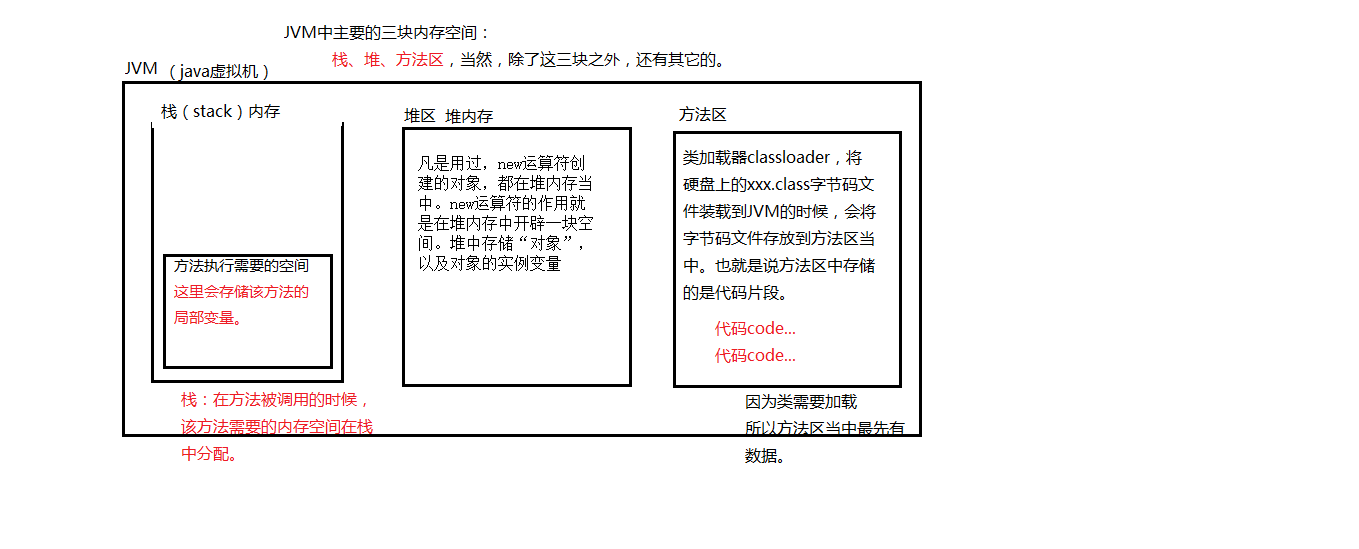 JVM中主要的三块内存空间：
栈、堆、方法区，当然，除了这三块之外，还有其它的。
JVM （java虚拟机）
栈（stack）内存
方法执行需要的空间
这里会存储该方法的
局部变量。
栈：在方法被调用的时候，
该方法需要的内存空间在栈
中分配。
堆区 堆内存
凡是用过，new运算符创
建的对象，都在堆内存当
中。new运算符的作用就
是在堆内存中开辟一块空
间。堆中存储“对象”，
以及对象的实例变量
方法区
类加载器classloader，将
硬盘上的xxx.class字节码文
件装载到JVM的时候，会将
字节码文件存放到方法区当
中。也就是说方法区中存储
的是代码片段。
代码code...
代码code...
因为类需要加载
所以方法区当中最先有
数据。